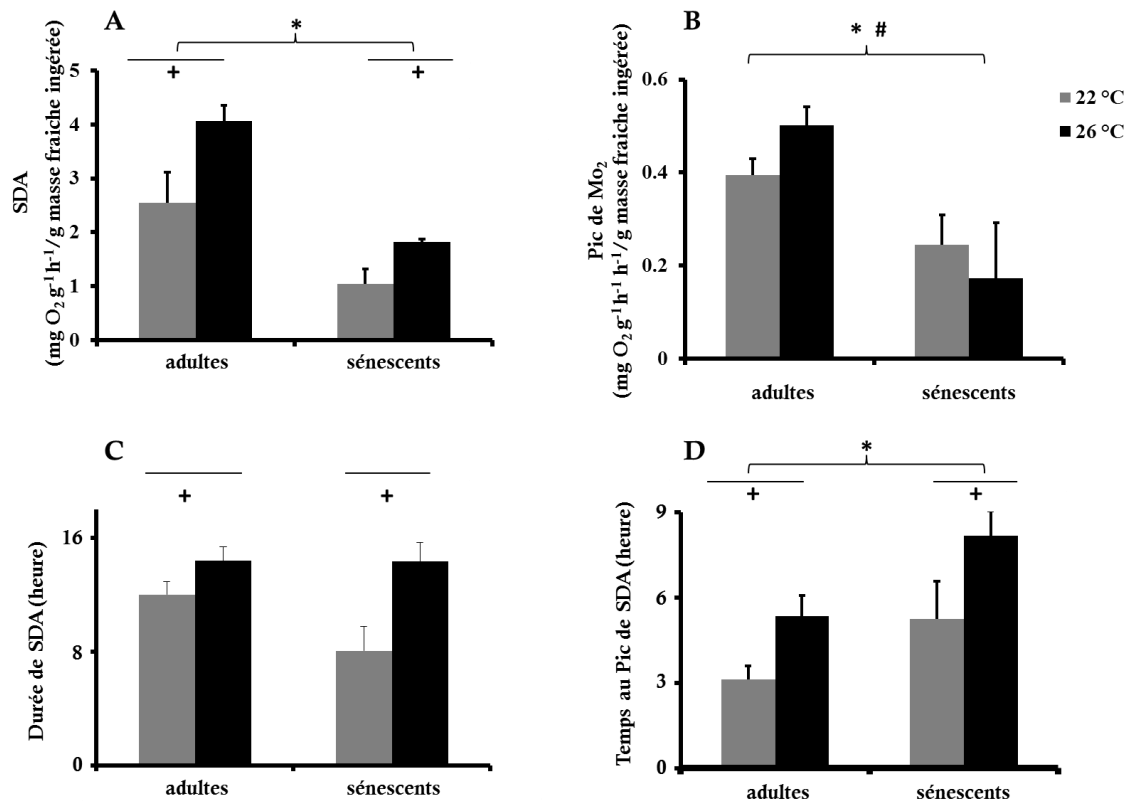 A
*
+
+
SDA
(mg O₂ g⁻¹ h⁻¹/g masse fraiche ingérée)
5
4
3
2
1
0
adultes
sénescents
B
* #
Pic de Mo₂
(mg O₂ g⁻¹h⁻¹ h⁻¹/g masse fraiche ingérée)
0.6
0.4
0.2
0
adultes
sénescents
22 °C
26 °C
C
+
+
Durée de SDA (heure)
16
8
0
adultes
sénescents
D
*
+
+
Temps au Pic de SDA (heure)
9
6
3
0
adultes
sénescents